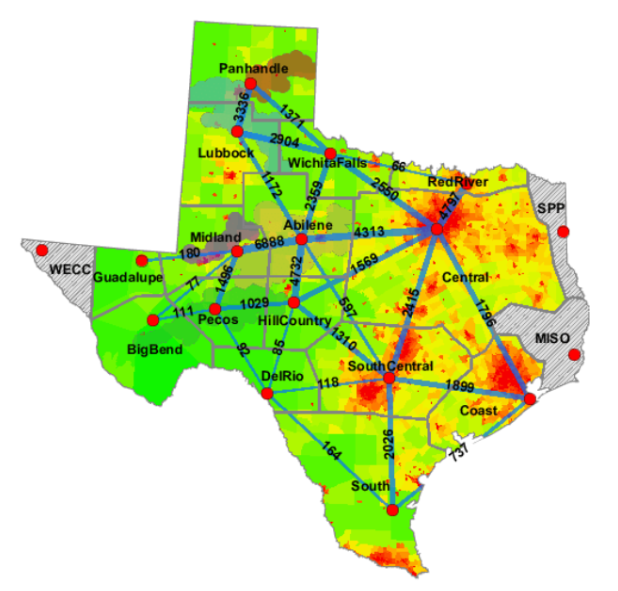 Panhandle
3336
1371
2904
Lubbock
WichitaFalls
66
1172
2359
2550
RedRiver
4797
SPP
Abilene
Midland
6888
4313
WECC
180
Guadalupe
77
1496
4732
1569
Central
111
1029
597
2415
1796
Pecos
HillCountry
MISO
BigBend
92
85
1310
DelRio
SouthCentral
118
1899
Coast
2026
737
164
South